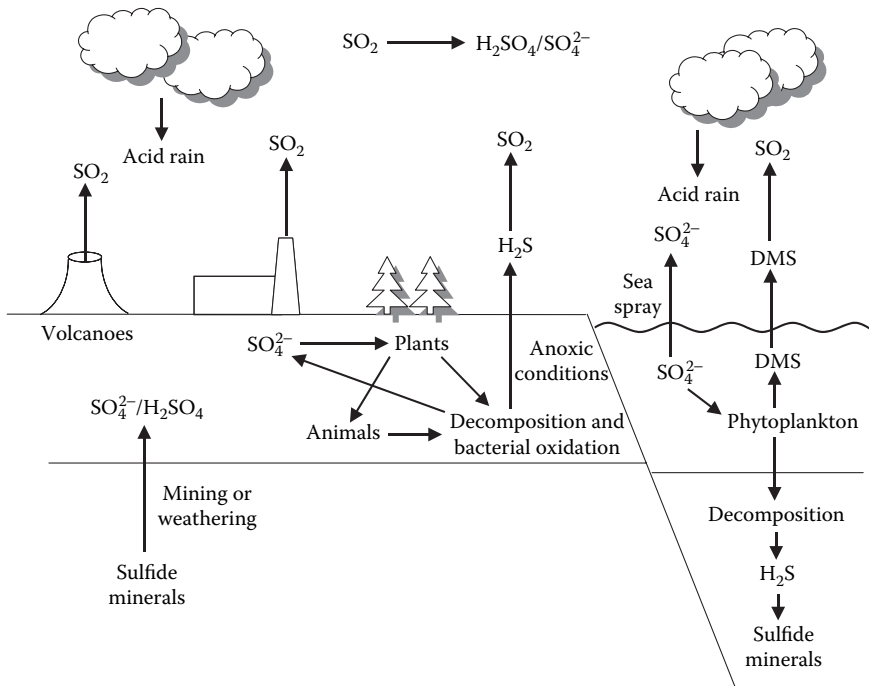 SO₂ → H₂SO₄/SO₄²⁻
Acid rain
SO₂
SO₂
SO₂
SO₂
Acid rain
SO₄²⁻
H₂S
DMS
Sea
spray
Volcanoes
SO₄²⁻
Plants
Anoxic
conditions
SO₄²⁻
DMS
SO₄²⁻/H₂SO₄
Animals
Decomposition and
bacterial oxidation
Phytoplankton
Mining or
weathering
Decomposition
Sulfide
minerals
H₂S
Sulfide
minerals